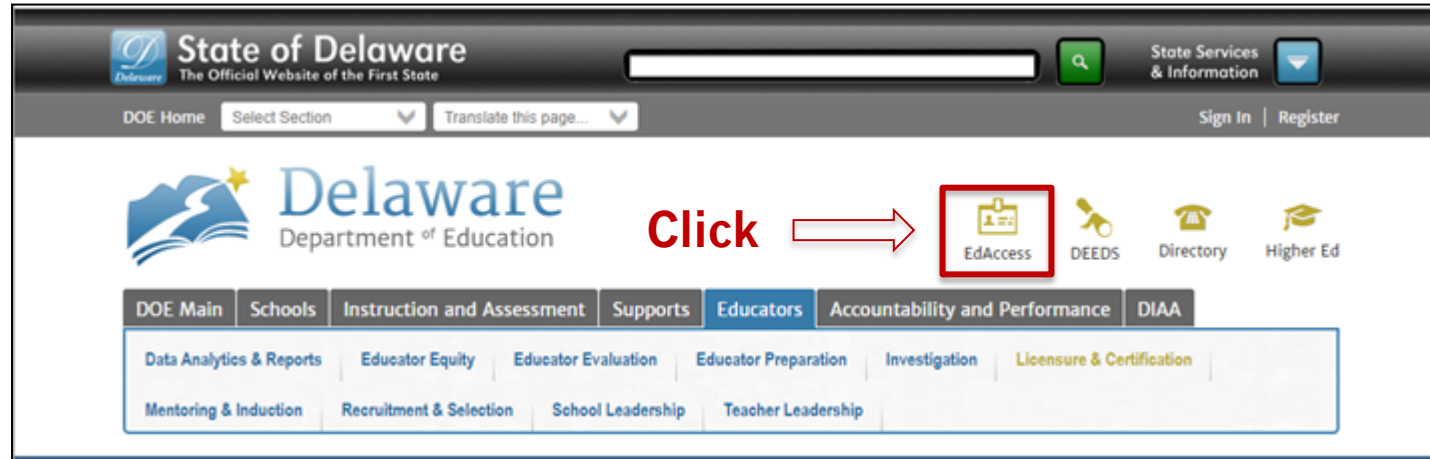 State of Delaware
The Official Website of the First State
Delaware
State Services
& Information
DOE Home
Select Section
Translate this page...
Sign In | Register
Delaware
Department of Education
Click
EdAccess
DEEDS
Directory
Higher Ed
DOE Main
Schools
Instruction and Assessment
Supports
Educators
Accountability and Performance
DIAA
Data Analytics & Reports
Educator Equity
Educator Evaluation
Educator Preparation
Investigation
Licensure & Certification
Mentoring & Induction
Recruitment & Selection
School Leadership
Teacher Leadership